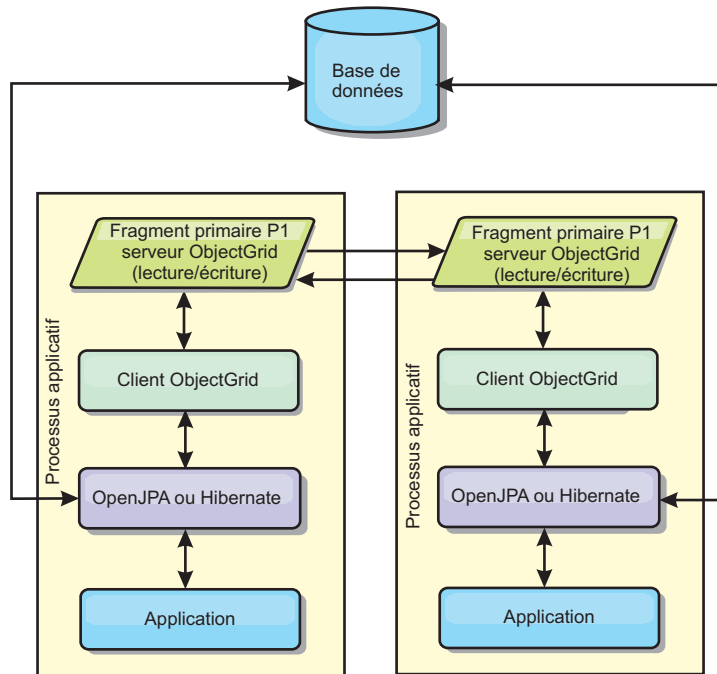 Base de
données
Fragment primaire P1
serveur ObjectGrid
(lecture/écriture)
Client ObjectGrid
OpenJPA ou Hibernate
Application
Processus applicatif
Fragment primaire P1
serveur ObjectGrid
(lecture/écriture)
Client ObjectGrid
OpenJPA ou Hibernate
Application
Processus applicatif